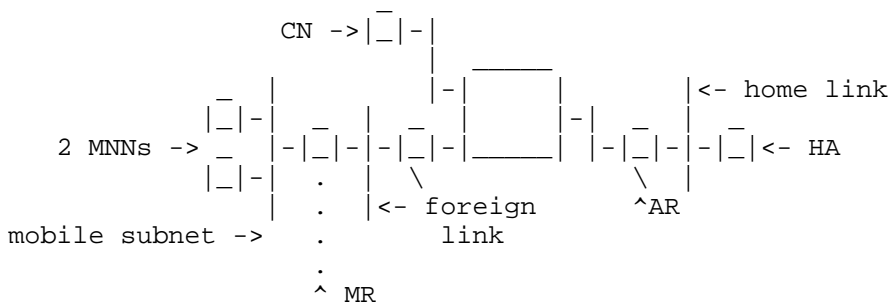 CN ->
<- home link
2 MNNs -> <- HA
<- foreign ^AR
mobile subnet -> link
^ MR